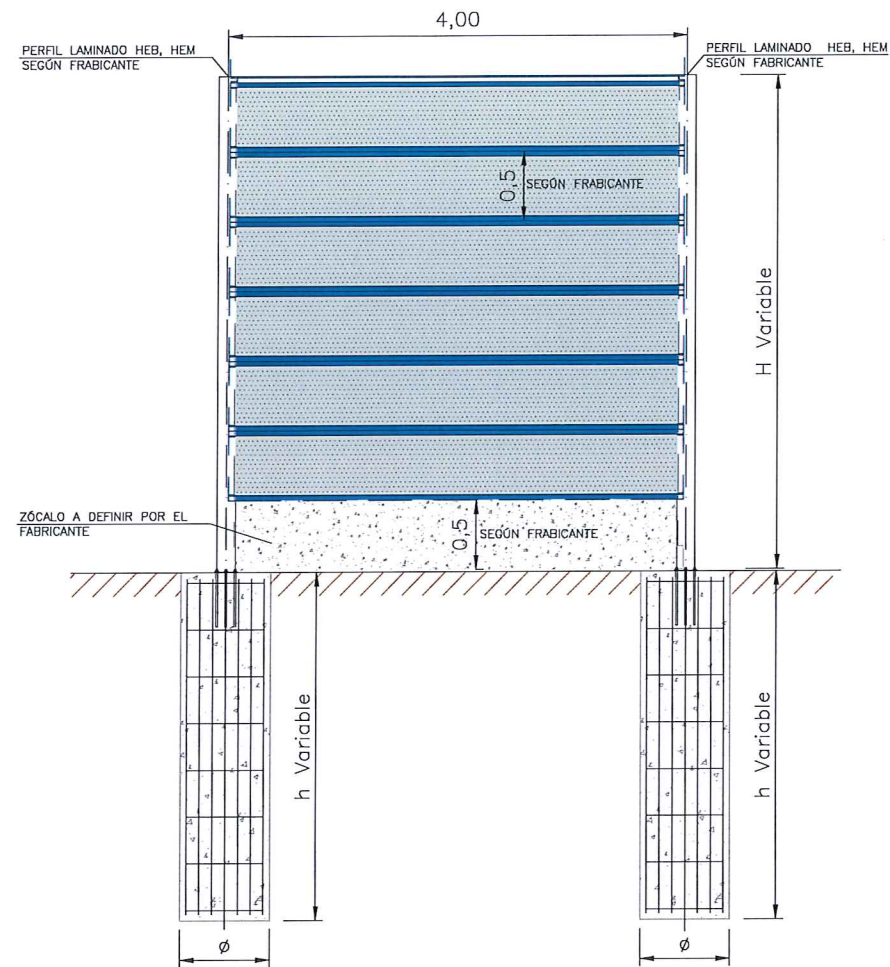 4,00
PERFIL LAMINADO HEB, HEM
SEGÚN FRABICANTE
PERFIL LAMINADO HEB, HEM
SEGÚN FABRICANTE
0,5
SEGÚN FRABICANTE
H Variable
ZÓCALO A DEFINIR POR EL
FABRICANTE
0,5
SEGÚN FRABICANTE
h Variable
h Variable
ø
ø